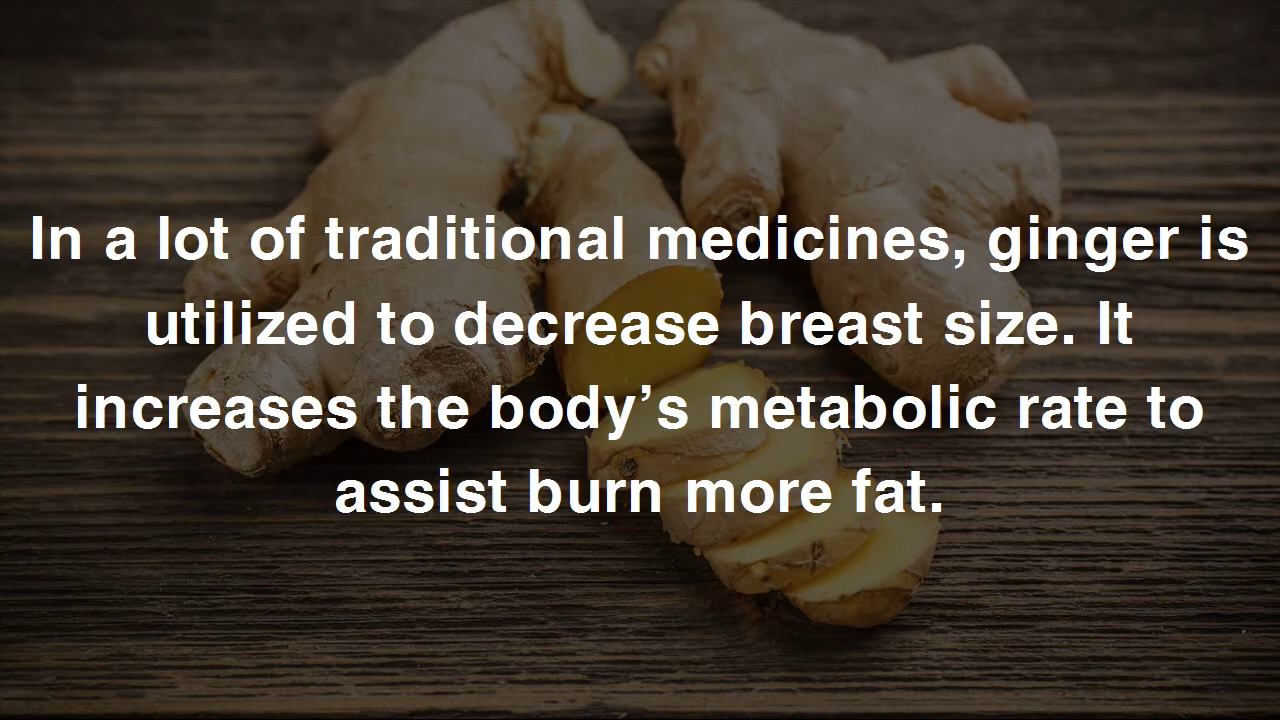 In a lot of traditional medicines, ginger is
utilized to decrease breast size. It
increases the body’s metabolic rate to
assist burn more fat.